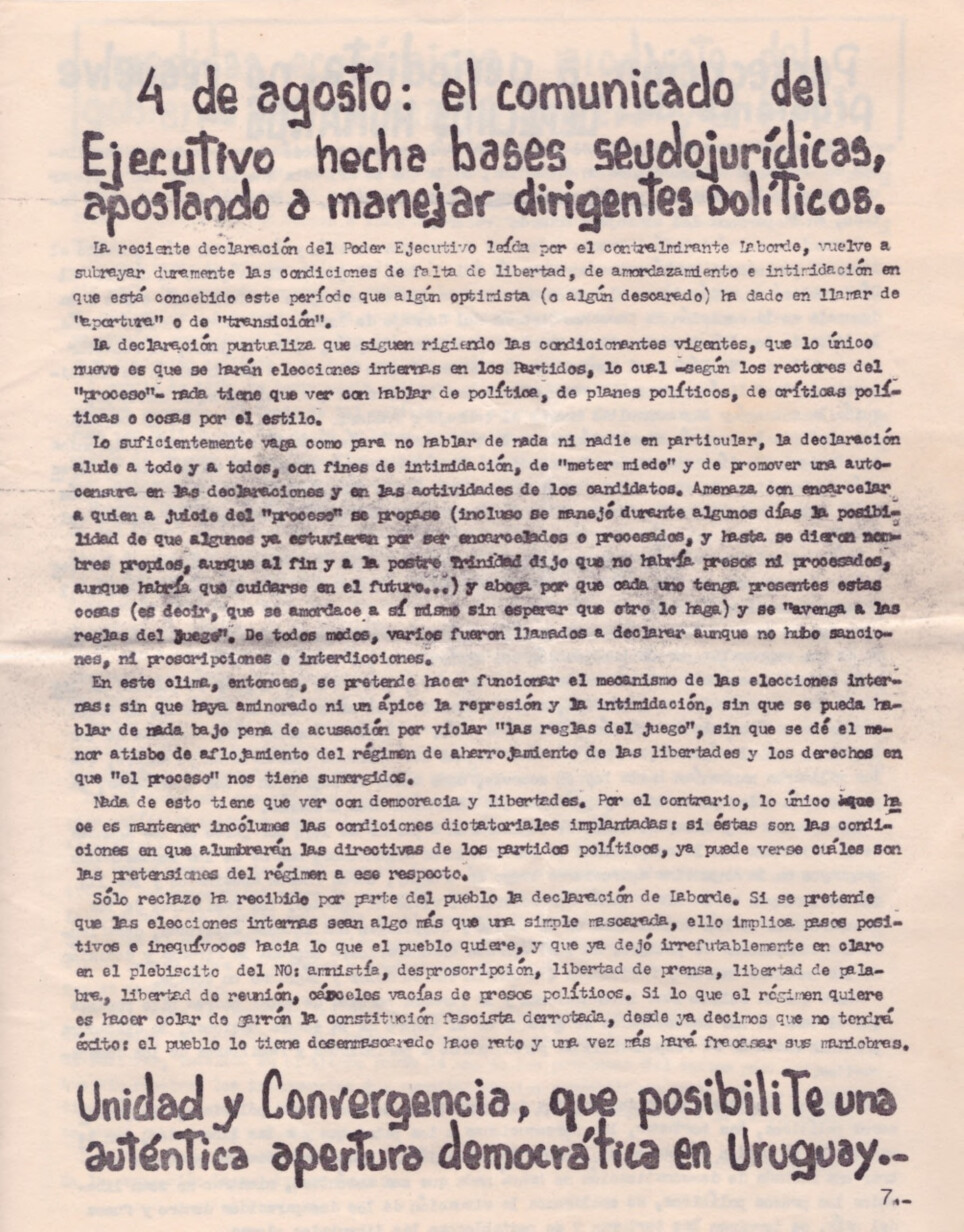 4 de agosto: el comunicado del
Ejecutivo hecha bases seudojurídicas,
apostando a manejar dirigentes políticos.
La reciente declaración del Poder Ejecutivo leída por el contralmirante Laborde, vuelve a
subrayar duramente las condiciones de falta de libertad, de amordazamiento e intimidación en
que está concebido este período que algún optimista (o algún descarado) ha dado en llamar de
"apertura" o de "transición".
La declaración puntualiza que siguen rigiendo las condicionantes vigentes, que lo único
nuevo es que se harán elecciones internas en los Partidos, lo cual -según los rectores del
"proceso"- nada tiene que ver con hablar de política, de planes políticos, de críticas polí-
ticas o cosas por el estilo.
Lo suficientemente vaga como para no hablar de nada ni nadie en particular, la declaración
alude a todo y a todos, con fines de intimidación, de "meter miedo" y de promover una auto-
censura en las declaraciones y en las actividades de los candidatos. Amenaza con encarcelar
a quien a juicio del "proceso" se propase (incluso se manejó durante algunos días la posibi-
lidad de que algunos ya estuvieran por ser encarcelados o procesados, y hasta se dieron nom-
bres propios, aunque al fin y a la postre Trinidad dijo que no habría presos ni procesados,
aunque habría que cuidarse en el futuro...) y aboga por que cada uno tenga presentes estas
cosas (es decir, que se amordace a sí mismo sin esperar que otro lo haga) y se "avenga a las
reglas del juego". De todos modos, varios fueron llamados a declarar aunque no hubo sancio-
nes, ni proscripciones e interdicciones.
En este clima, entonces, se pretende hacer funcionar el mecanismo de las elecciones inter-
nas: sin que haya aminorado ni un ápice la represión y la intimidación, sin que se pueda ha-
blar de nada bajo pena de acusación por violar "las reglas del juego", sin que se dé el me-
nor atisbo de aflojamiento del régimen de aherrojamiento de las libertades y los derechos en
que "el proceso" nos tiene sumergidos.
Nada de esto tiene que ver con democracia y libertades. Por el contrario, lo único que ha
ce es mantener incólumes las condiciones dictatoriales implantadas: si éstas son las condi-
ciones en que alumbrarán las directivas de los partidos políticos, ya puede verse cuáles son
las pretensiones del régimen a ese respecto.
Sólo rechazo ha recibido por parte del pueblo la declaración de Laborde. Si se pretende
que las elecciones internas sean algo más que una simple mascarada, ello implica pasos posi-
tivos e inequívocos hacia lo que el pueblo quiere, y que ya dejó irrefutablemente en claro
en el plebiscito del NO: amnistía, desproscripción, libertad de prensa, libertad de pala-
bra, libertad de reunión, cárceles vacías de presos políticos. Si lo que el régimen quiere
es hacer colar de garrón la constitución fascista derrotada, desde ya decimos que no tendrá
éxito: el pueblo lo tiene desenmascarado hace rato y una vez más hará fracasar sus maniobras.
Unidad y Convergencia, que posibilite una
auténtica apertura democrática en Uruguay.-
7.-